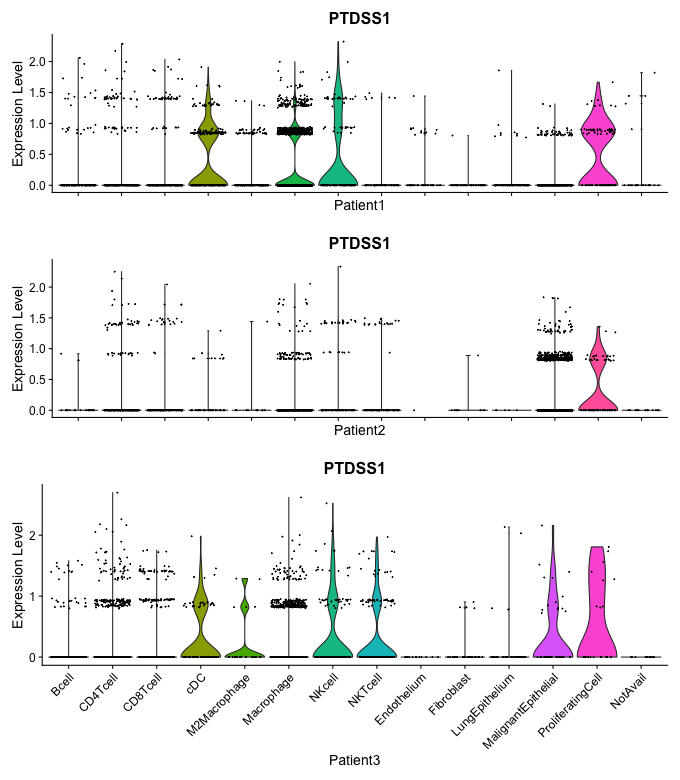 PTDSS1
Expression Level
2.0
1.5
1.0
0.5
0.0
Patient1
PTDSS1
Expression Level
2.0
1.5
1.0
0.5
0.0
Patient2
PTDSS1
Expression Level
2
1
0
Bcell
CD4Tcell
CD8Tcell
cDC
M2Macrophage
Macrophage
NKcell
NKTcell
Endothelium
Fibroblast
LungEpithelium
MalignantEpithelial
ProliferatingCell
NotAvail
Patient3